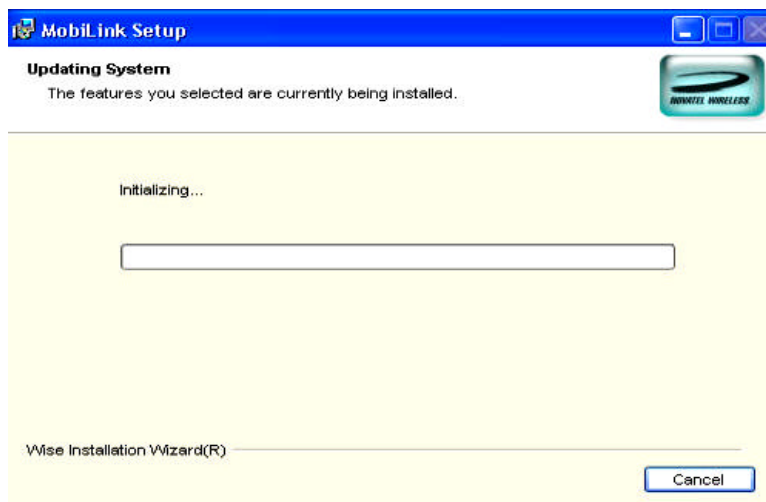 MobiLink Setup
Updating System
The features you selected are currently being installed.
NOVATEL WIRELESS
Initializing...
Wise Installation Wizard(R)
Cancel